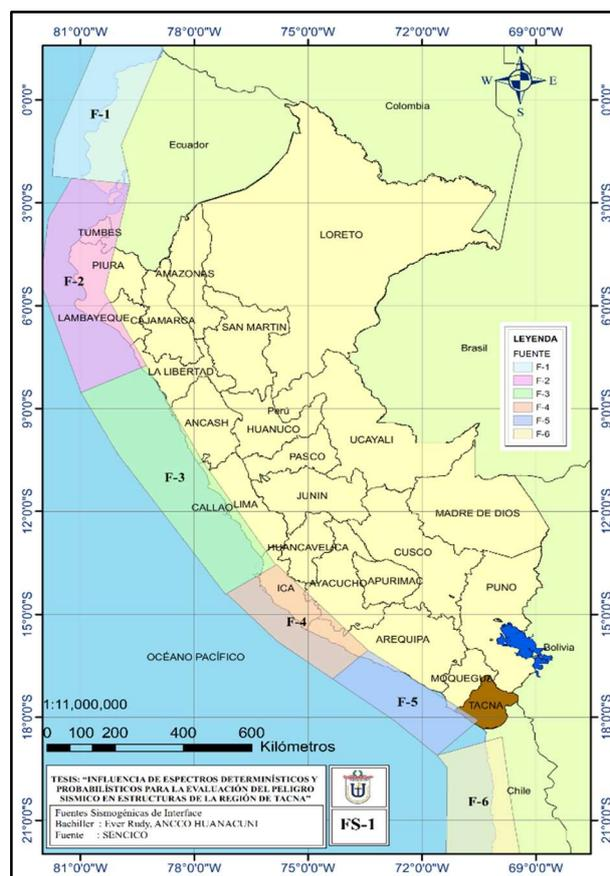 81°0'0"O 78°0'0"O 75°0'0"O 72°0'0"O 69°0'0"O
N
W E
S
0°0'0"
3°0'0"S
6°0'0"S
9°0'0"S
12°0'0"S
15°0'0"S
18°0'0"S
21°0'0"S
0°0'0"
3°0'0"S
6°0'0"S
9°0'0"S
12°0'0"S
15°0'0"S
18°0'0"S
21°0'0"S
F-1
Colombia
Ecuador
TUMBES
LORETO
PIURA
AMAZONAS
F-2
LAMBAYEQUE
CAJAMARCA
SAN MARTIN
Brasil
LEYENDA
FUENTE
F-1
F-2
F-3
F-4
F-5
F-6
LA LIBERTAD
Perú
ANCASH
HUANUCO
UCAYALI
PASCO
F-3
JUNIN
CALLAO
LIMA
MADRE DE DIOS
HUANCAVELICA
CUSCO
ICA
AYACUCHO
APURIMAC
PUNO
F-4
AREQUIPA
Bolivia
OCÉANO PACÍFICO
MOQUEGUA
F-5
TACNA
1:11,000,000
0 100 200 400 600
Kilómetros
F-6
Chile
TESIS: "INFLUENCIA DE ESPECTROS DETERMINÍSTICOS Y
PROBABILÍSTICOS PARA LA EVALUACIÓN DEL PELIGRO
SISMICO EN ESTRUCTURAS DE LA REGIÓN DE TACNA"
Fuentes Sismogénicas de Interface
Bachiller : Ever Rudy, ANCCO HUANACUNI
Fuente : SENCICO
FS-1
81°0'0"O 78°0'0"O 75°0'0"O 72°0'0"O 69°0'0"O